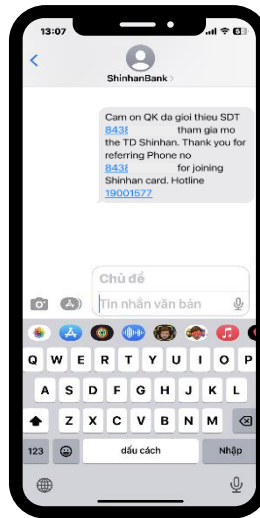 13:07
ShinhanBank
Cam on QK da gioi thieu SDT
843 tham gia mo
the TD Shinhan. Thank you for
referring Phone no
843 for joining
Shinhan card. Hotline
19001577
Chủ đề
Tin nhắn văn bản
Q W E R T Y U I O P
A S D F G H J K L
Z X C V B N M
123 dấu cách Nhập